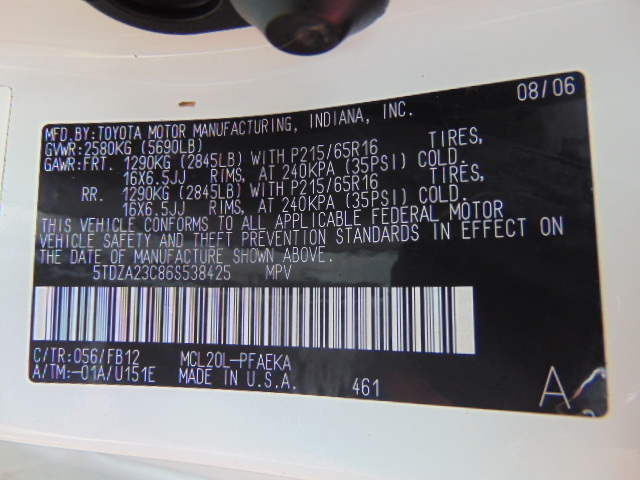 08/06
MFD.BY:TOYOTA MOTOR MANUFACTURING, INDIANA, INC.
GVWR:2580KG (5690LB)
GAWR:FRT. 1290KG (2845LB) WITH P215/65R16 TIRES,
16X6.5JJ RIMS, AT 240KPA (35PSI) COLD.
RR. 1290KG (2845LB) WITH P215/65R16 TIRES,
16X6.5JJ RIMS, AT 240KPA (35PSI) COLD.
THIS VEHICLE CONFORMS TO ALL APPLICABLE FEDERAL MOTOR
VEHICLE SAFETY AND THEFT PREVENTION STANDARDS IN EFFECT ON
THE DATE OF MANUFACTURE SHOWN ABOVE.
5TDZA23C86S538425 MPV
C/TR:056/FB12 MCL20L-PFAEKA
A/TM:-01A/U151E MADE IN U.S.A. 461 A